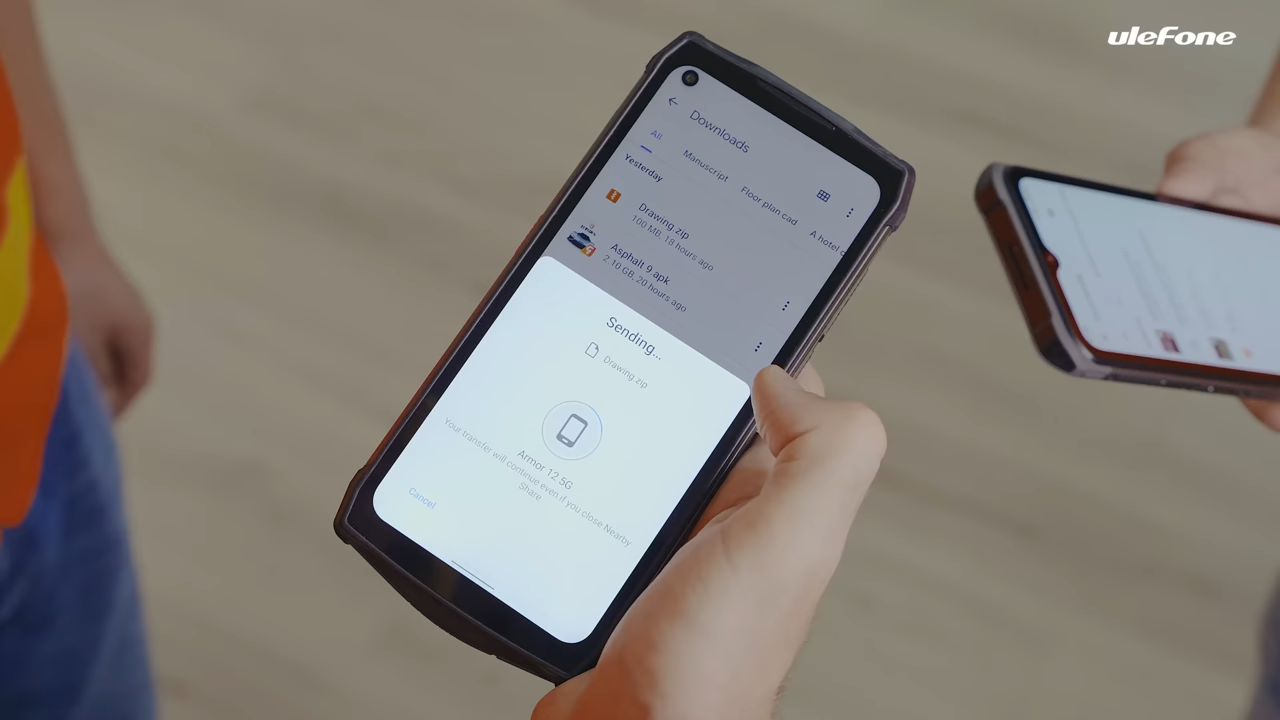 uleFone
Downloads
All Manuscript Floor plan cad A hotel c
Yesterday
Drawing.zip
100 MB, 18 hours ago
Asphalt 9.apk
2.10 GB, 20 hours ago
Sending...
Drawing.zip
Armor 12 5G
Your transfer will continue even if you close Nearby
Share
Cancel